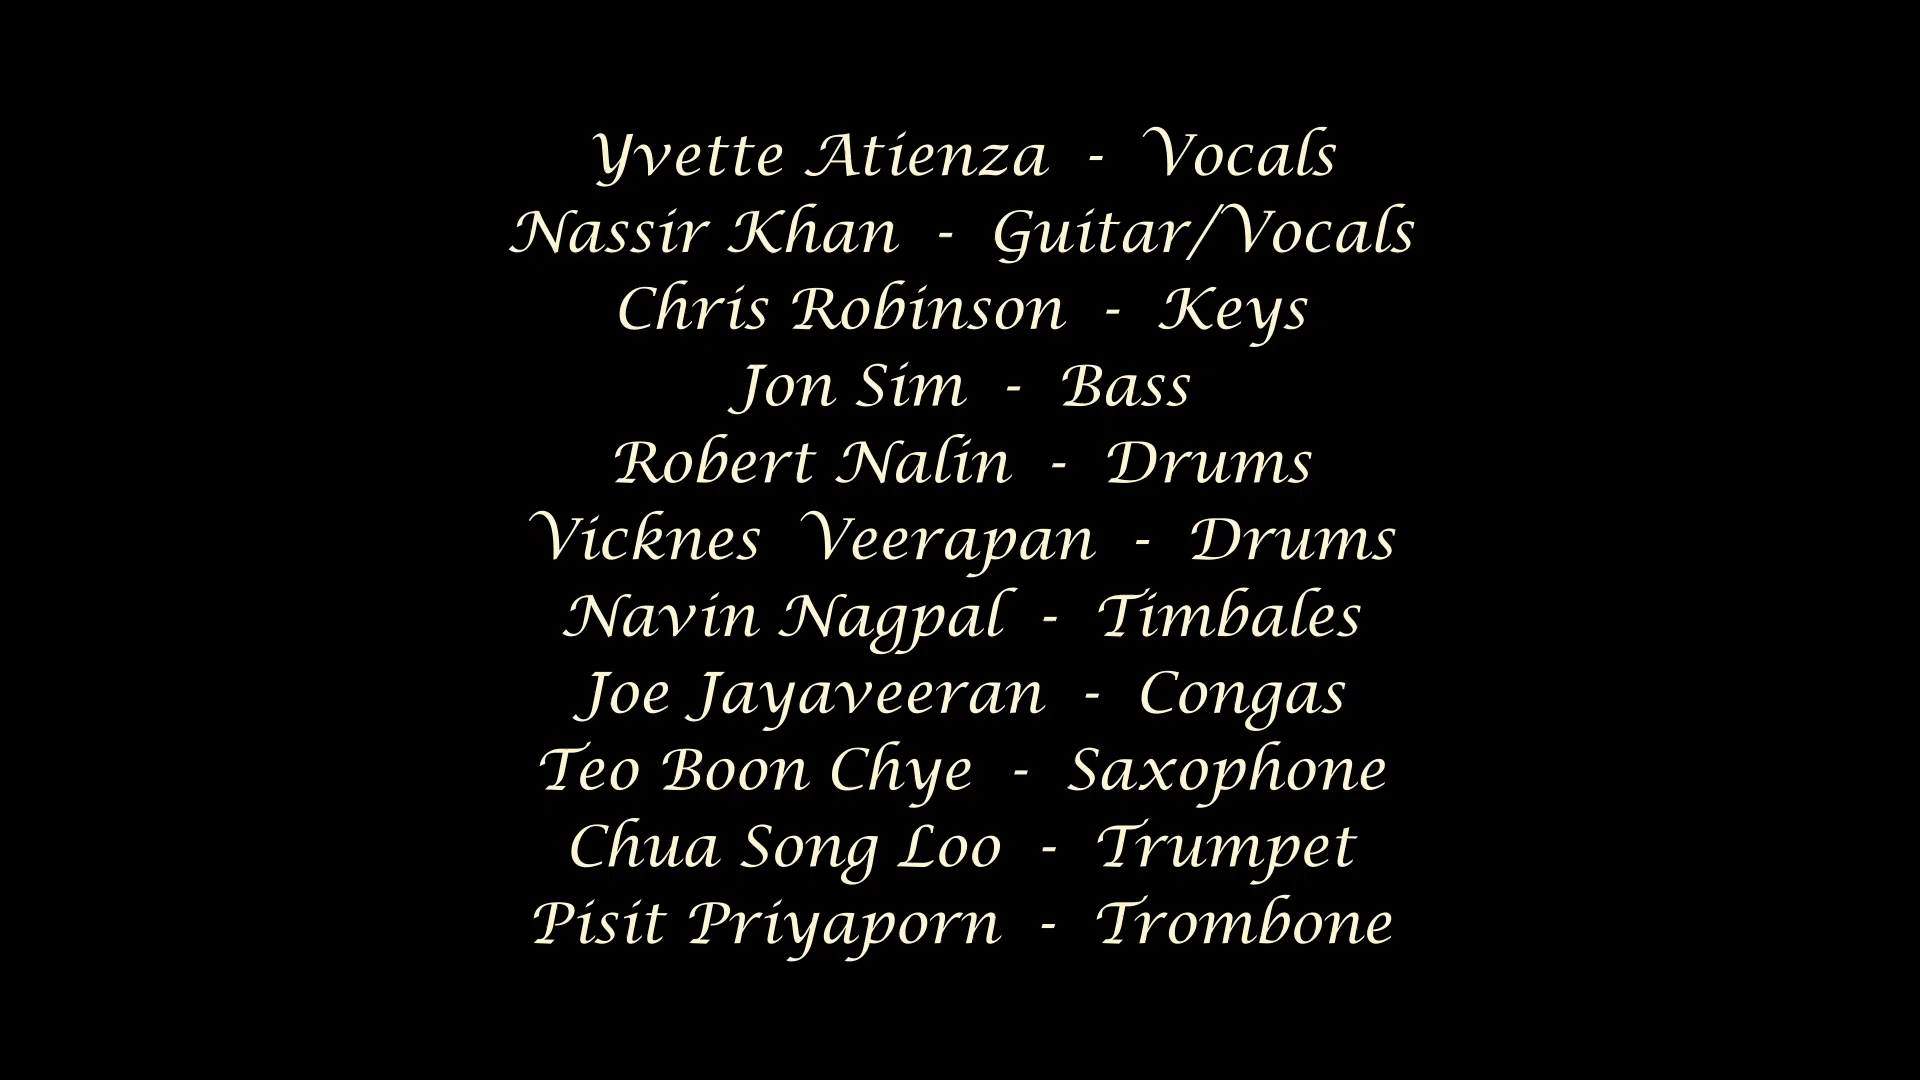 Yvette Atienza - Vocals
Nassir Khan - Guitar/Vocals
Chris Robinson - Keys
Jon Sim - Bass
Robert Nalin - Drums
Vicknes Veerapan - Drums
Navin Nagpal - Timbales
Joe Jayaveeran - Congas
Teo Boon Chye - Saxophone
Chua Song Loo - Trumpet
Pisit Priyaporn - Trombone